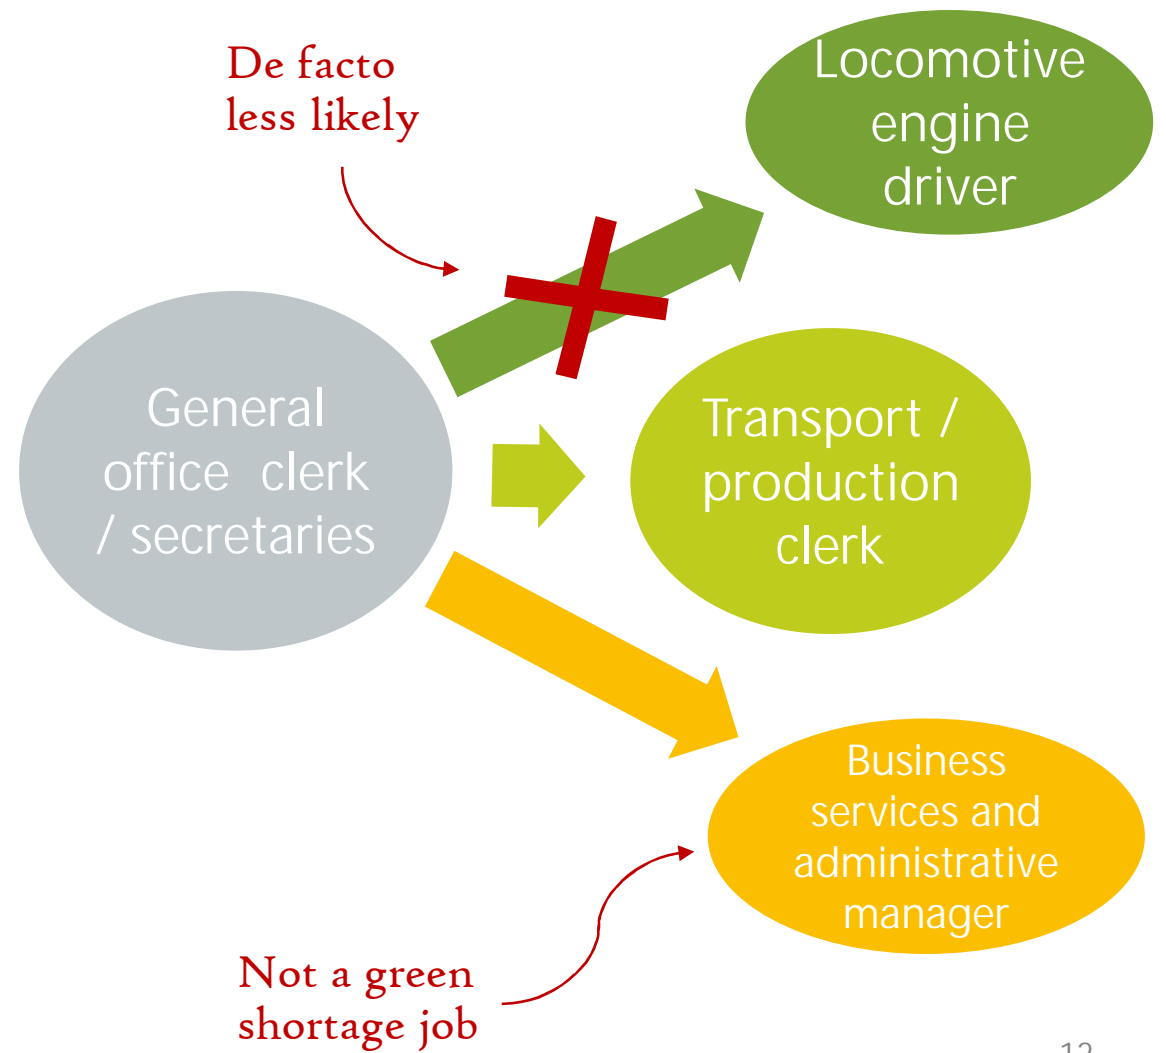 De facto
less likely
Locomotive
engine
driver
General
office clerk
/ secretaries
Transport /
production
clerk
Business
services and
administrative
manager
Not a green
shortage job
12